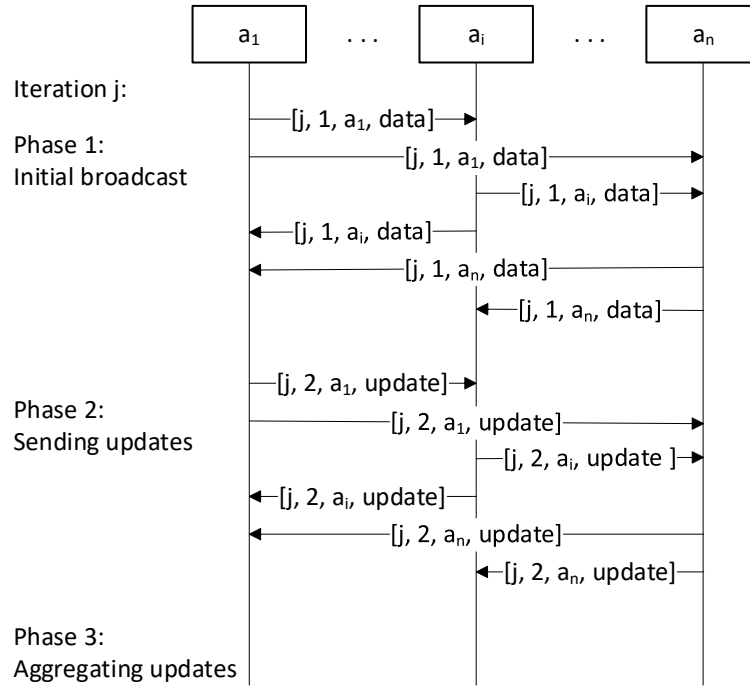 a₁ . . . aᵢ . . . aₙ
Iteration j:
[j, 1, a₁, data]
Phase 1:
[j, 1, a₁, data]
Initial broadcast
[j, 1, aᵢ, data]
[j, 1, aᵢ, data]
[j, 1, aₙ, data]
[j, 1, aₙ, data]
[j, 2, a₁, update]
Phase 2:
[j, 2, a₁, update]
Sending updates
[j, 2, aᵢ, update ]
[j, 2, aᵢ, update]
[j, 2, aₙ, update]
[j, 2, aₙ, update]
Phase 3:
Aggregating updates